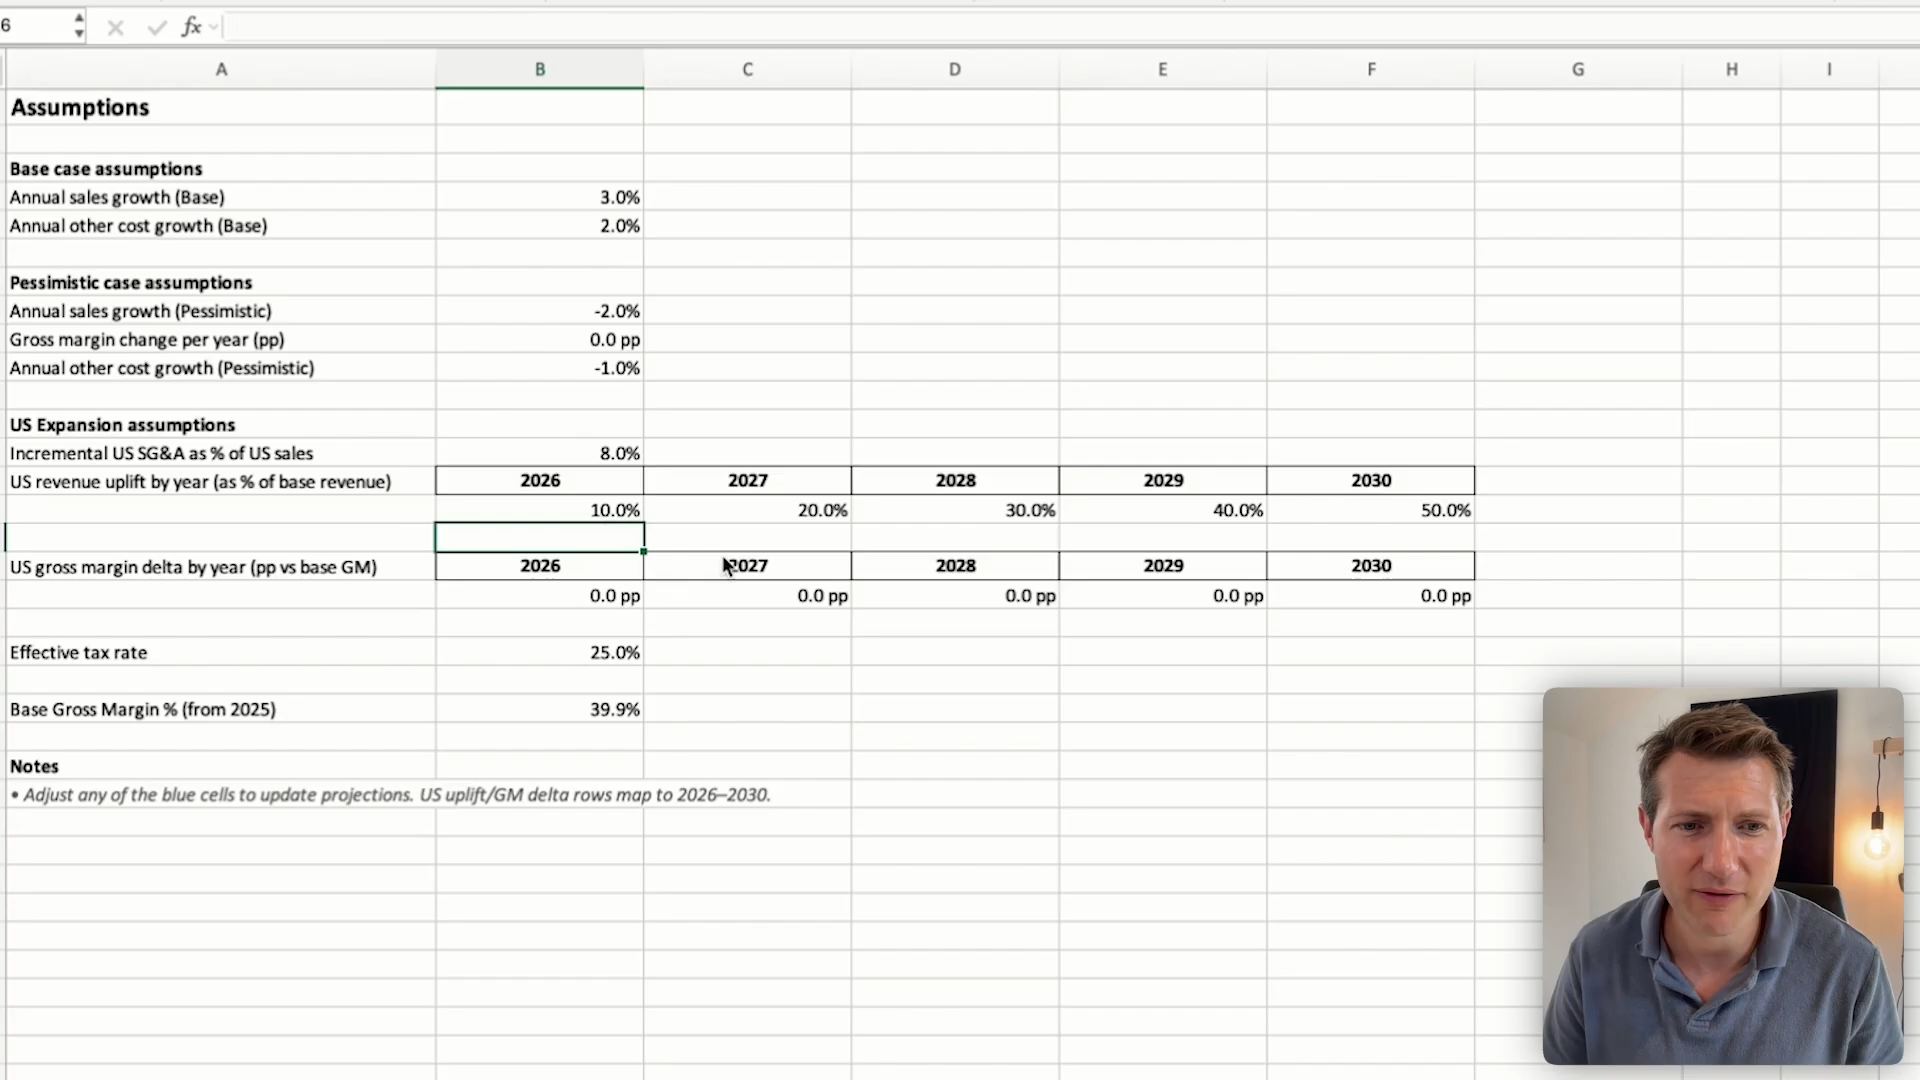 6 fx
A B C D E F G H I
Assumptions
Base case assumptions
Annual sales growth (Base) 3.0%
Annual other cost growth (Base) 2.0%
Pessimistic case assumptions
Annual sales growth (Pessimistic) -2.0%
Gross margin change per year (pp) 0.0 pp
Annual other cost growth (Pessimistic) -1.0%
US Expansion assumptions
Incremental US SG&A as % of US sales 8.0%
US revenue uplift by year (as % of base revenue) 2026 2027 2028 2029 2030
10.0% 20.0% 30.0% 40.0% 50.0%
US gross margin delta by year (pp vs base GM) 2026 2027 2028 2029 2030
0.0 pp 0.0 pp 0.0 pp 0.0 pp 0.0 pp
Effective tax rate 25.0%
Base Gross Margin % (from 2025) 39.9%
Notes
• Adjust any of the blue cells to update projections. US uplift/GM delta rows map to 2026–2030.